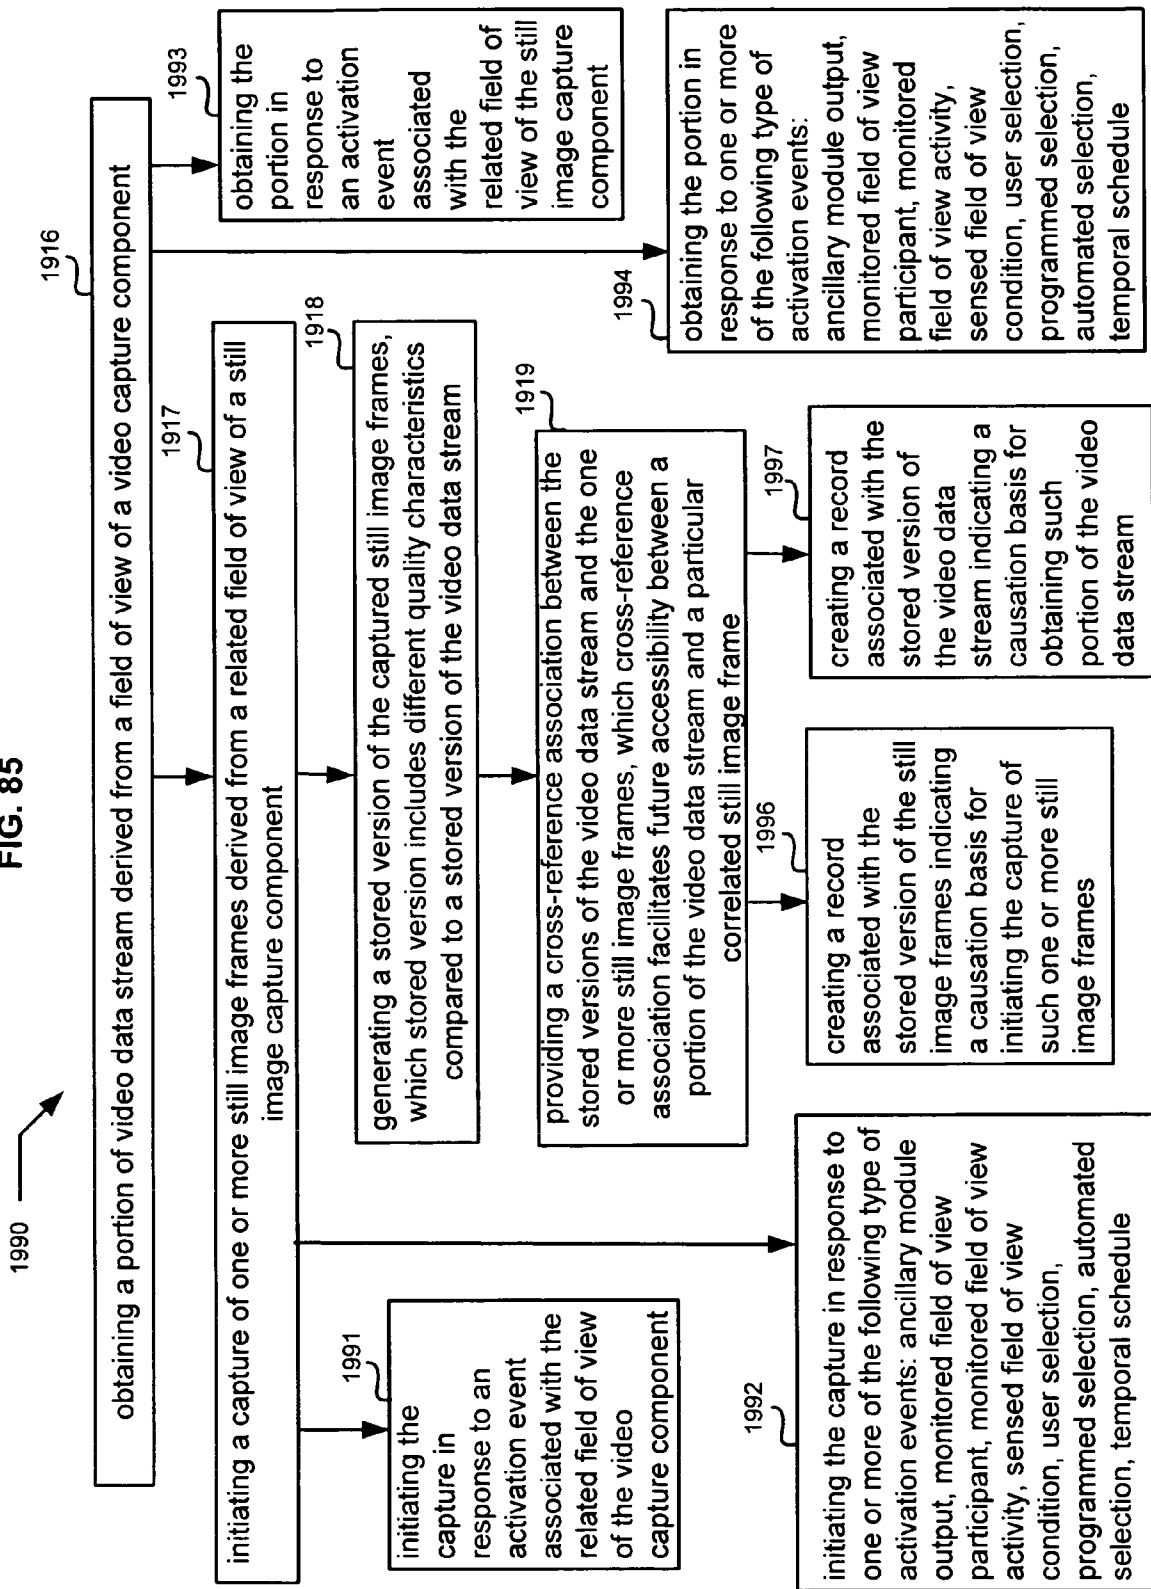 FIG. 85
1990
1916
obtaining a portion of video data stream derived from a field of view of a video capture component
1917
initiating a capture of one or more still image frames derived from a related field of view of a still
image capture component
1993
obtaining the
portion in
response to
an activation
event
associated
with the
related field of
view of the still
image capture
component
1918
generating a stored version of the captured still image frames,
which stored version includes different quality characteristics
compared to a stored version of the video data stream
1991
initiating the
capture in
response to an
activation event
associated with the
related field of view
of the video
capture component
1919
providing a cross-reference association between the
stored versions of the video data stream and the one
or more still image frames, which cross-reference
association facilitates future accessibility between a
portion of the video data stream and a particular
correlated still image frame
1994
obtaining the portion in
response to one or more
of the following type of
activation events:
ancillary module output,
monitored field of view
participant, monitored
field of view activity,
sensed field of view
condition, user selection,
programmed selection,
automated selection,
temporal schedule
1992
initiating the capture in response to
one or more of the following type of
activation events: ancillary module
output, monitored field of view
participant, monitored field of view
activity, sensed field of view
condition, user selection,
programmed selection, automated
selection, temporal schedule
1996
creating a record
associated with the
stored version of the still
image frames indicating
a causation basis for
initiating the capture of
such one or more still
image frames
1997
creating a record
associated with the
stored version of
the video data
stream indicating a
causation basis for
obtaining such
portion of the video
data stream